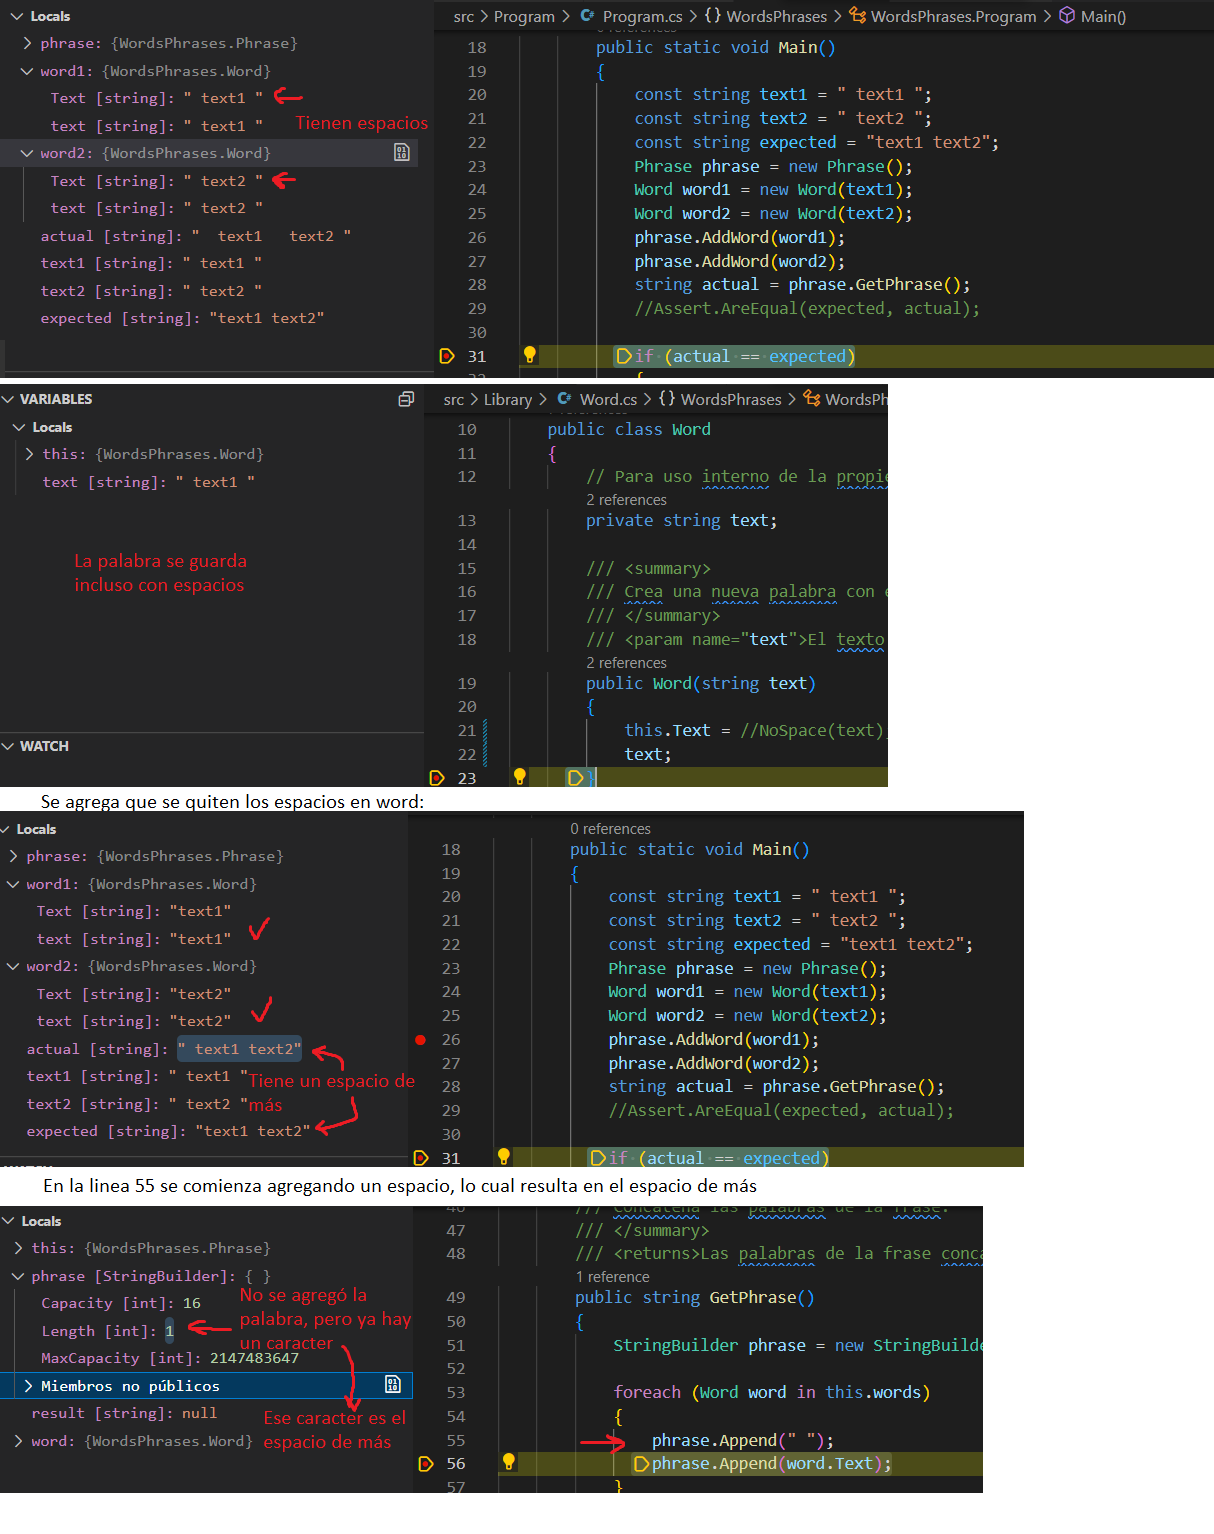 Locals
phrase: {WordsPhrases.Phrase}
word1: {WordsPhrases.Word}
Text [string]: " text1 "
text [string]: " text1 "
Tienen espacios
word2: {WordsPhrases.Word}
Text [string]: " text2 "
text [string]: " text2 "
actual [string]: "  text1   text2 "
text1 [string]: " text1 "
text2 [string]: " text2 "
expected [string]: "text1 text2"
src > Program > Program.cs > {} WordsPhrases > WordsPhrases.Program > Main()
0 references
18 public static void Main()
19 {
20 const string text1 = " text1 ";
21 const string text2 = " text2 ";
22 const string expected = "text1 text2";
23 Phrase phrase = new Phrase();
24 Word word1 = new Word(text1);
25 Word word2 = new Word(text2);
26 phrase.AddWord(word1);
27 phrase.AddWord(word2);
28 string actual = phrase.GetPhrase();
29 //Assert.AreEqual(expected, actual);
30
31 if (actual == expected)
32 {
VARIABLES
Locals
this: {WordsPhrases.Word}
text [string]: " text1 "
La palabra se guarda
incluso con espacios
WATCH
src > Library > Word.cs > {} WordsPhrases > WordsPh
10 public class Word
11 {
12 // Para uso interno de la propie
2 references
13 private string text;
14
15 /// <summary>
16 /// Crea una nueva palabra con e
17 /// </summary>
18 /// <param name="text">El texto
2 references
19 public Word(string text)
20 {
21 this.Text = //NoSpace(text);
22 text;
23 }
Se agrega que se quiten los espacios en word:
Locals
phrase: {WordsPhrases.Phrase}
word1: {WordsPhrases.Word}
Text [string]: "text1"
text [string]: "text1"
word2: {WordsPhrases.Word}
Text [string]: "text2"
text [string]: "text2"
actual [string]: " text1 text2"
text1 [string]: " text1 "
text2 [string]: " text2 "
expected [string]: "text1 text2"
Tiene un espacio de
más
0 references
18 public static void Main()
19 {
20 const string text1 = " text1 ";
21 const string text2 = " text2 ";
22 const string expected = "text1 text2";
23 Phrase phrase = new Phrase();
24 Word word1 = new Word(text1);
25 Word word2 = new Word(text2);
26 phrase.AddWord(word1);
27 phrase.AddWord(word2);
28 string actual = phrase.GetPhrase();
29 //Assert.AreEqual(expected, actual);
30
31 if (actual == expected)
En la linea 55 se comienza agregando un espacio, lo cual resulta en el espacio de más
Locals
this: {WordsPhrases.Phrase}
phrase [StringBuilder]: { }
Capacity [int]: 16
Length [int]: 1
MaxCapacity [int]: 2147483647
Miembros no públicos
result [string]: null
word: {WordsPhrases.Word}
No se agregó la
palabra, pero ya hay
un caracter
Ese caracter es el
espacio de más
46 /// Concatena las palabras de la frase.
47 /// </summary>
48 /// <returns>Las palabras de la frase conca
1 reference
49 public string GetPhrase()
50 {
51 StringBuilder phrase = new StringBuilde
52
53 foreach (Word word in this.words)
54 {
55 phrase.Append(" ");
56 phrase.Append(word.Text);
57 }